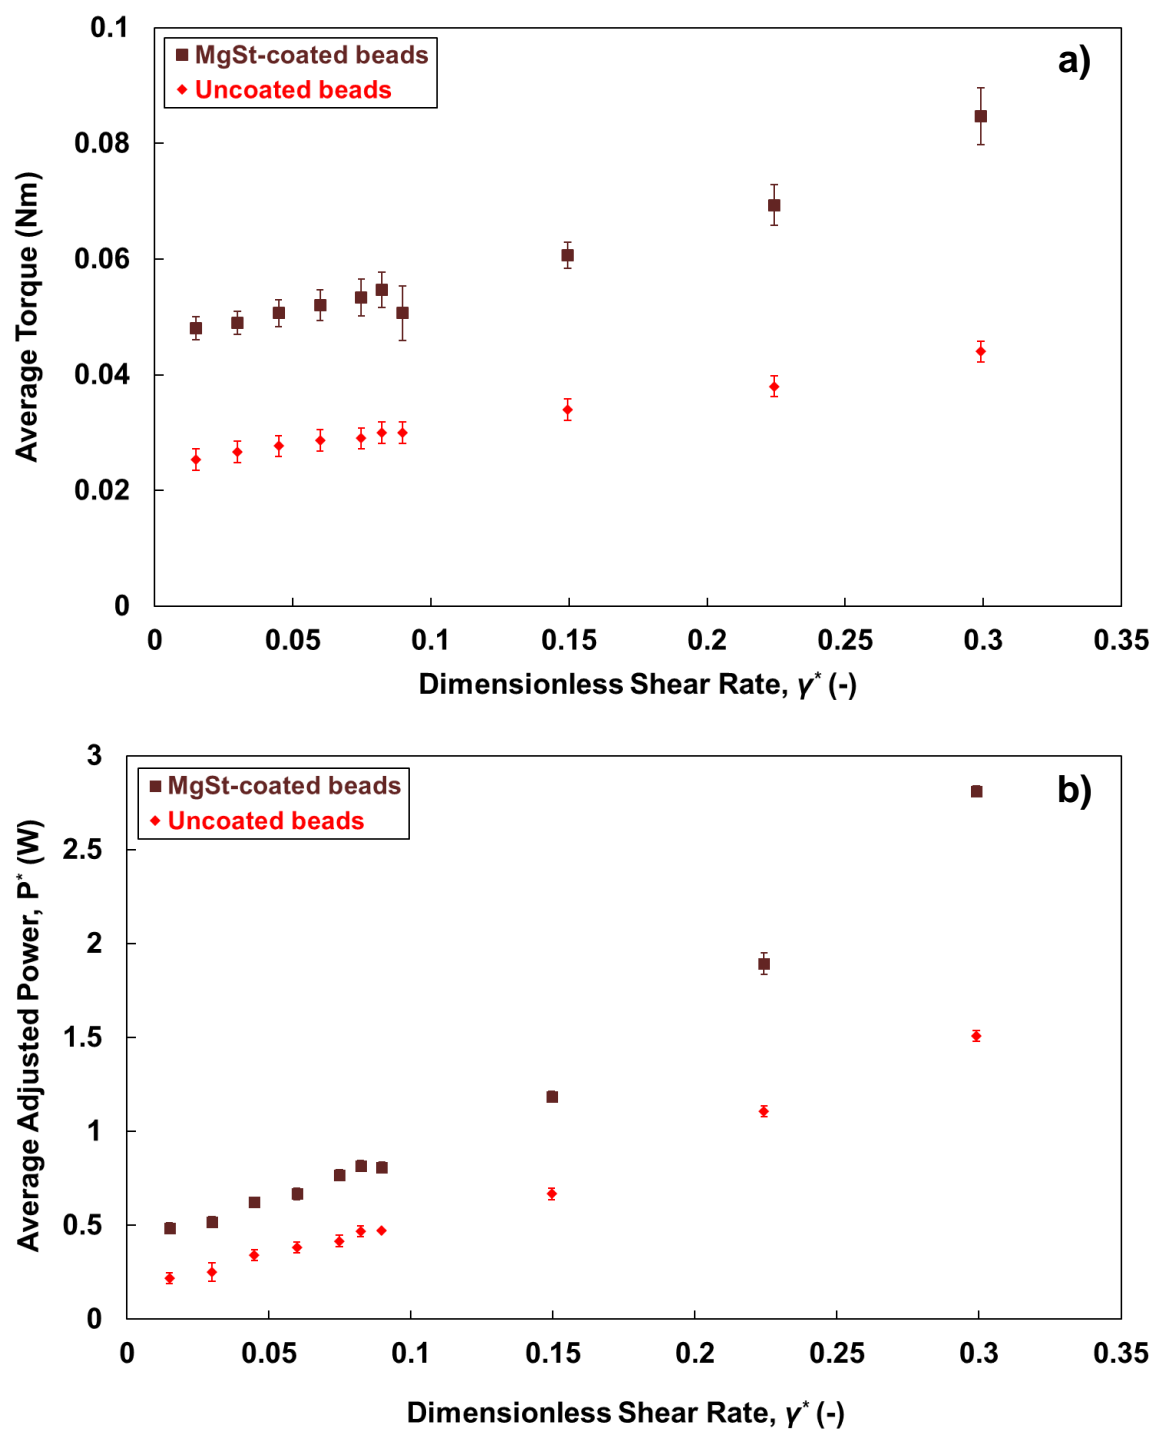 0.1
MgSt-coated beads
Uncoated beads
a)
0.08
0.06
0.04
0.02
0
Average Torque (Nm)
0 0.05 0.1 0.15 0.2 0.25 0.3 0.35
Dimensionless Shear Rate, γ* (-)
3
MgSt-coated beads
Uncoated beads
b)
2.5
2
1.5
1
0.5
0
Average Adjusted Power, P* (W)
0 0.05 0.1 0.15 0.2 0.25 0.3 0.35
Dimensionless Shear Rate, γ* (-)